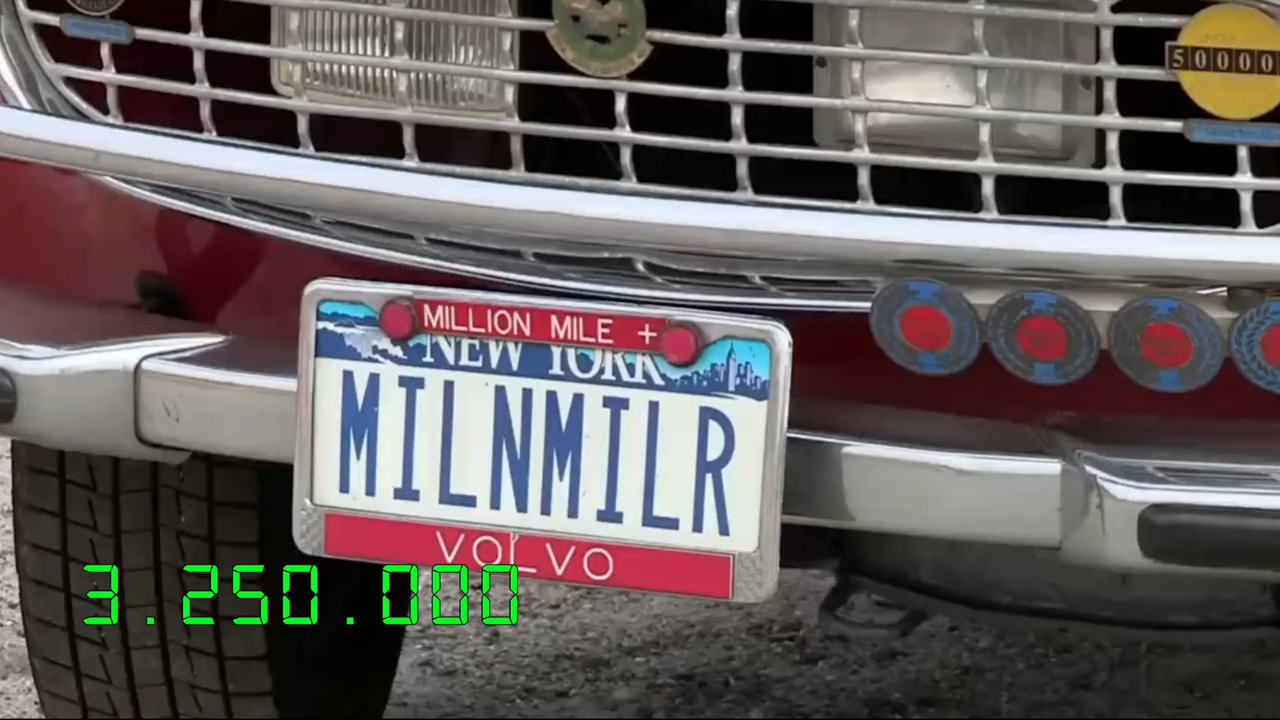 50000
MILLION MILE +
NEW YORK
MILNMILR
VOLVO
3.250.000